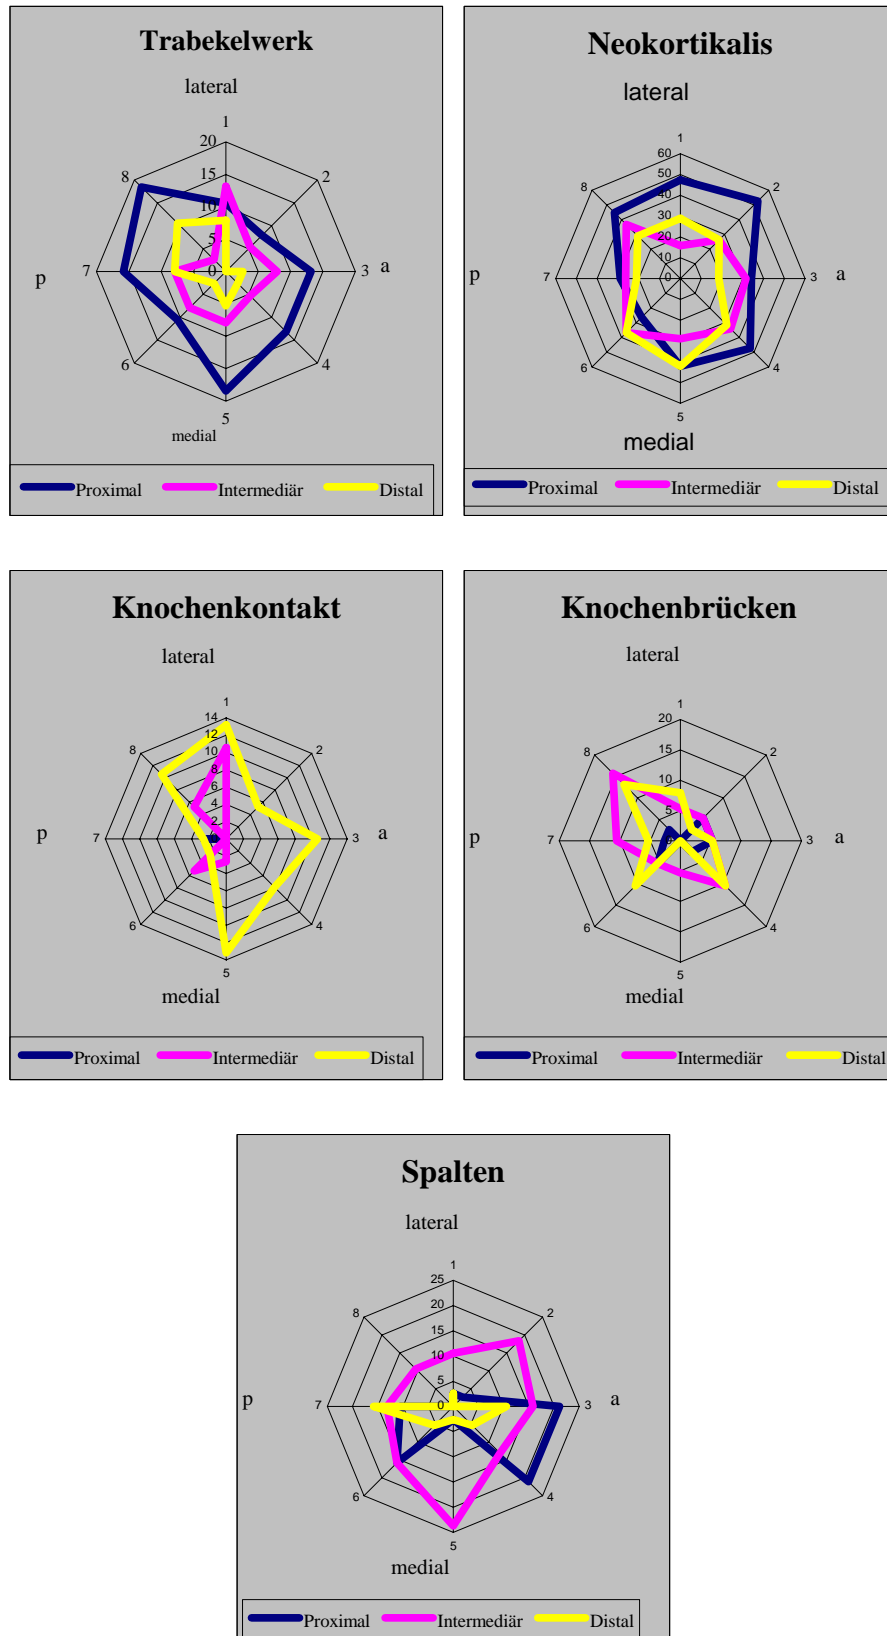 Trabekelwerk
lateral
1
20
15
10
5
0
8
2
p
7
3
a
6
4
5
medial
Proximal Intermediär Distal
Neokortikalis
lateral
1
60
50
40
30
20
10
0
8
2
p
7
3
a
6
4
5
medial
Proximal Intermediär Distal
Knochenkontakt
lateral
1
14
12
10
8
6
4
2
8
2
p
7
3
a
6
4
5
medial
Proximal Intermediär Distal
Knochenbrücken
lateral
1
20
15
10
5
8
2
p
7
3
a
6
4
5
medial
Proximal Intermediär Distal
Spalten
lateral
1
25
20
15
10
5
0
8
2
p
7
3
a
6
4
5
medial
Proximal Intermediär Distal